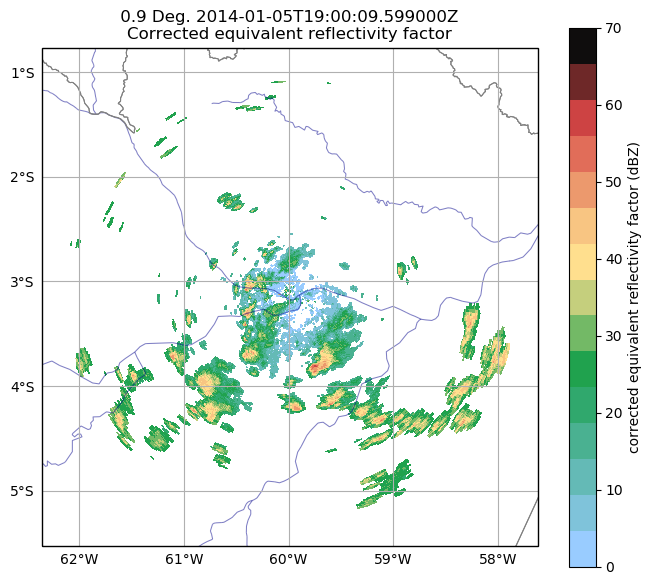 0.9 Deg. 2014-01-05T19:00:09.599000Z
Corrected equivalent reflectivity factor
1°S
2°S
3°S
4°S
5°S
62°W 61°W 60°W 59°W 58°W
70
60
50
40
30
20
10
0
corrected equivalent reflectivity factor (dBZ)